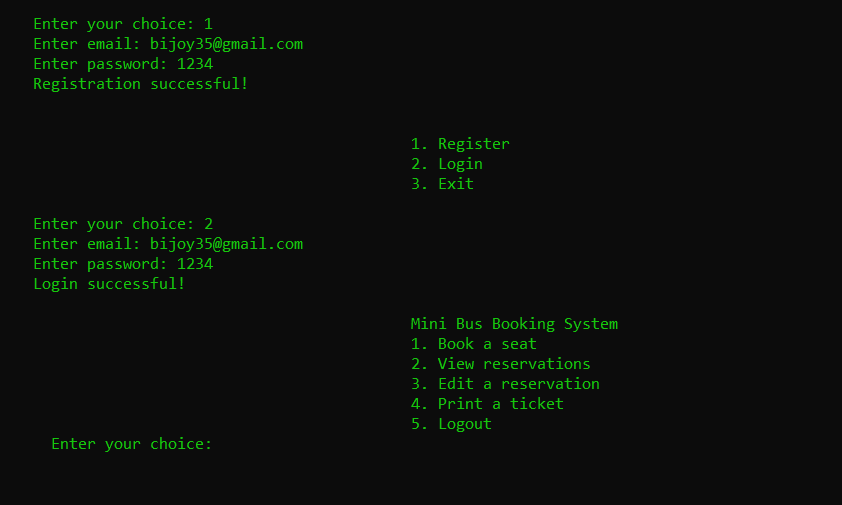 Enter your choice: 1
Enter email: bijoy35@gmail.com
Enter password: 1234
Registration successful!
1. Register
2. Login
3. Exit
Enter your choice: 2
Enter email: bijoy35@gmail.com
Enter password: 1234
Login successful!
Mini Bus Booking System
1. Book a seat
2. View reservations
3. Edit a reservation
4. Print a ticket
5. Logout
Enter your choice: